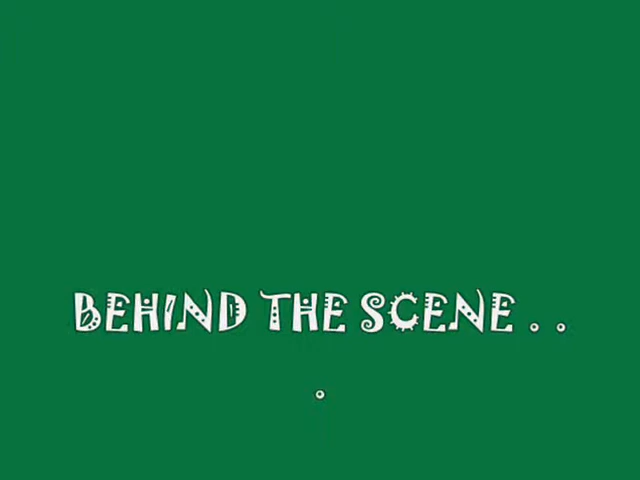 BEHIND THE SCENE . .
.